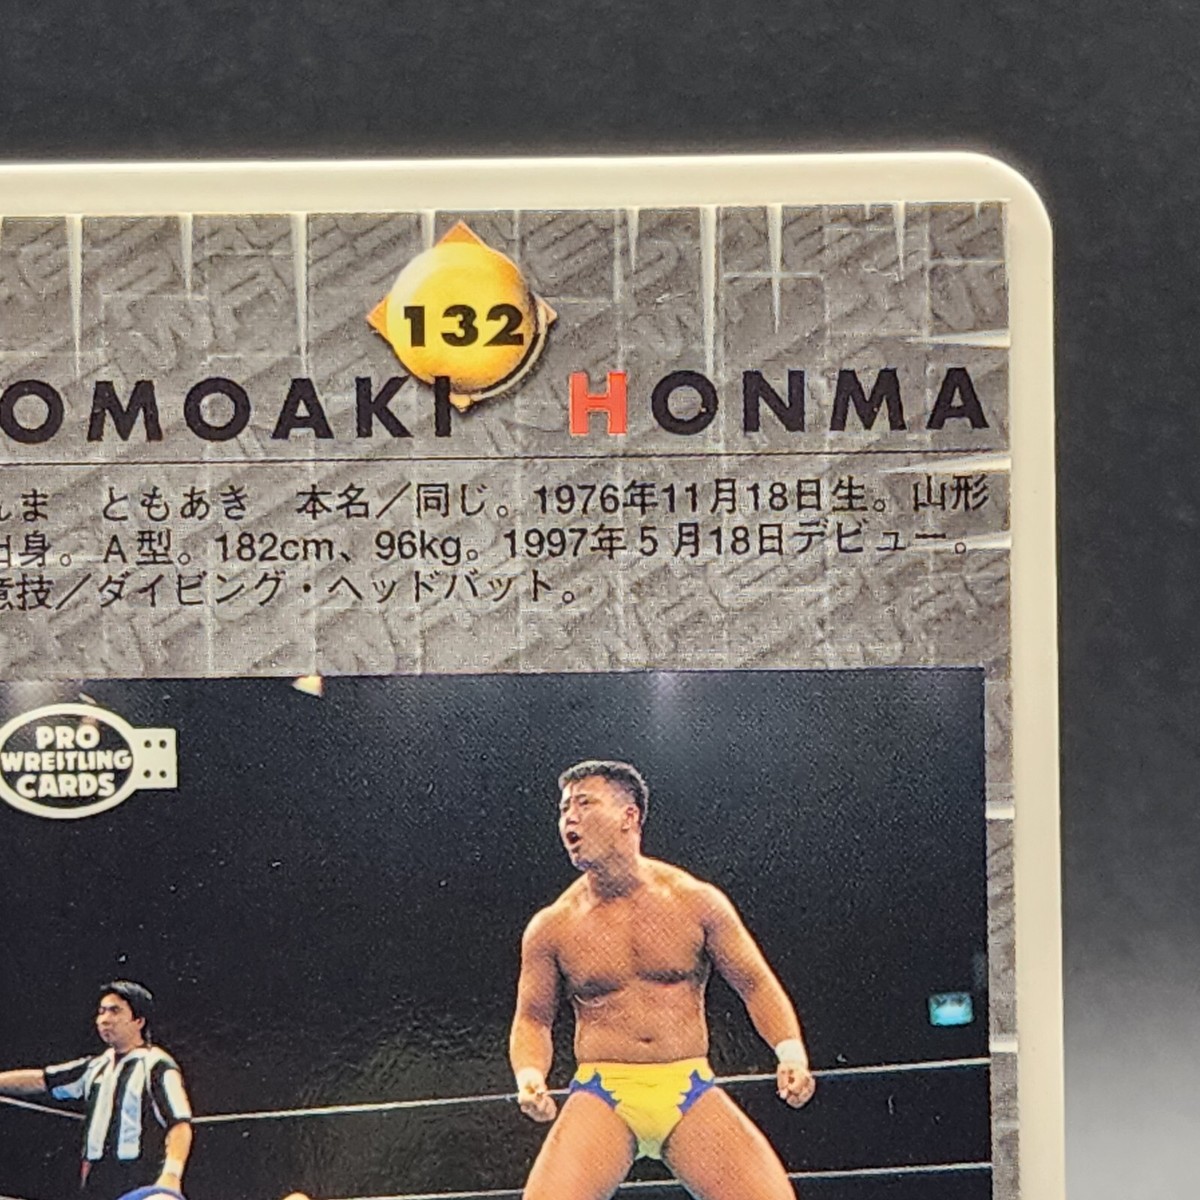 132
OMOAKI HONMA
んま ともあき 本名／同じ。1976年11月18日生。山形
出身。A型。182cm、96kg。1997年5月18日デビュー。
意技／ダイビング・ヘッドバット。
PRO
WREITLING
CARDS